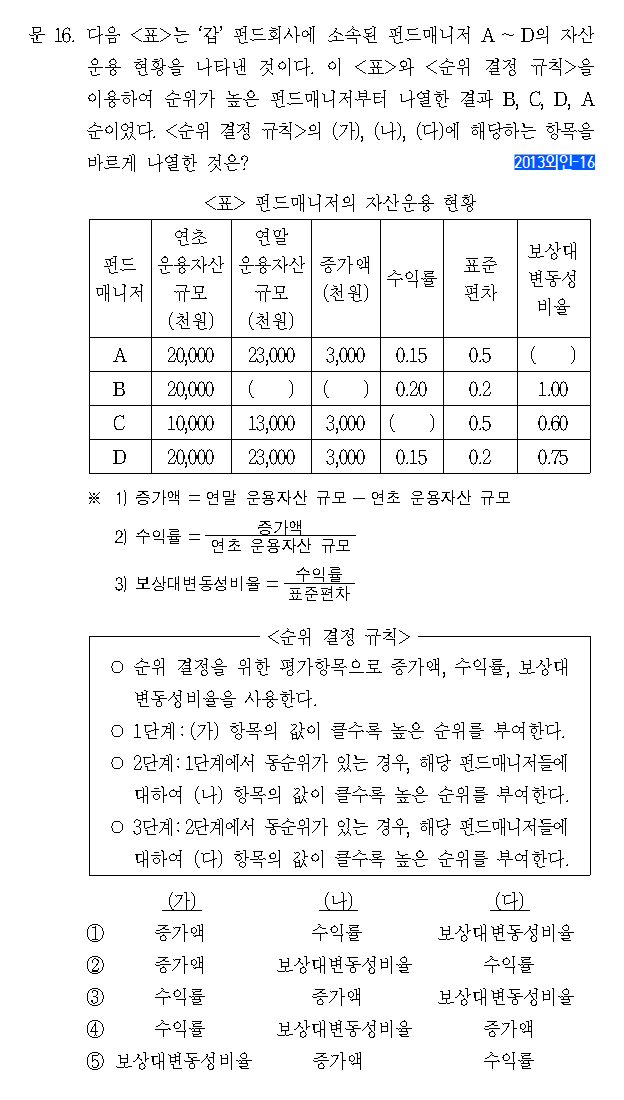 문 16. 다음 <표>는 ‘갑’ 펀드회사에 소속된 펀드매니저 A ~ D의 자산
운용 현황을 나타낸 것이다. 이 <표>와 <순위 결정 규칙>을
이용하여 순위가 높은 펀드매니저부터 나열한 결과 B, C, D, A
순이었다. <순위 결정 규칙>의 (가), (나), (다)에 해당하는 항목을
바르게 나열한 것은? 2013외인-16
<표> 펀드매니저의 자산운용 현황
펀드 매니저 | 연초 운용자산 규모 (천원) | 연말 운용자산 규모 (천원) | 증가액 (천원) | 수익률 | 표준 편차 | 보상대 변동성 비율
A 20,000 23,000 3,000 0.15 0.5 ( )
B 20,000 ( ) ( ) 0.20 0.2 1.00
C 10,000 13,000 3,000 ( ) 0.5 0.60
D 20,000 23,000 3,000 0.15 0.2 0.75
※ 1) 증가액 = 연말 운용자산 규모 - 연초 운용자산 규모
2) 수익률 = 증가액 / 연초 운용자산 규모
3) 보상대변동성비율 = 수익률 / 표준편차
<순위 결정 규칙>
○ 순위 결정을 위한 평가항목으로 증가액, 수익률, 보상대
변동성비율을 사용한다.
○ 1단계 : (가) 항목의 값이 클수록 높은 순위를 부여한다.
○ 2단계 : 1단계에서 동순위가 있는 경우, 해당 펀드매니저들에
대하여 (나) 항목의 값이 클수록 높은 순위를 부여한다.
○ 3단계 : 2단계에서 동순위가 있는 경우, 해당 펀드매니저들에
대하여 (다) 항목의 값이 클수록 높은 순위를 부여한다.
(가) (나) (다)
① 증가액 수익률 보상대변동성비율
② 증가액 보상대변동성비율 수익률
③ 수익률 증가액 보상대변동성비율
④ 수익률 보상대변동성비율 증가액
⑤ 보상대변동성비율 증가액 수익률